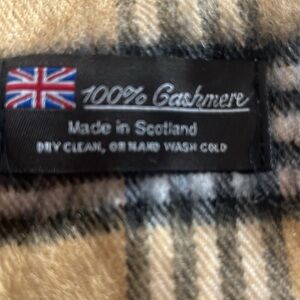 100% Cashmere
Made in Scotland
DRY CLEAN, OR HAND WASH COLD